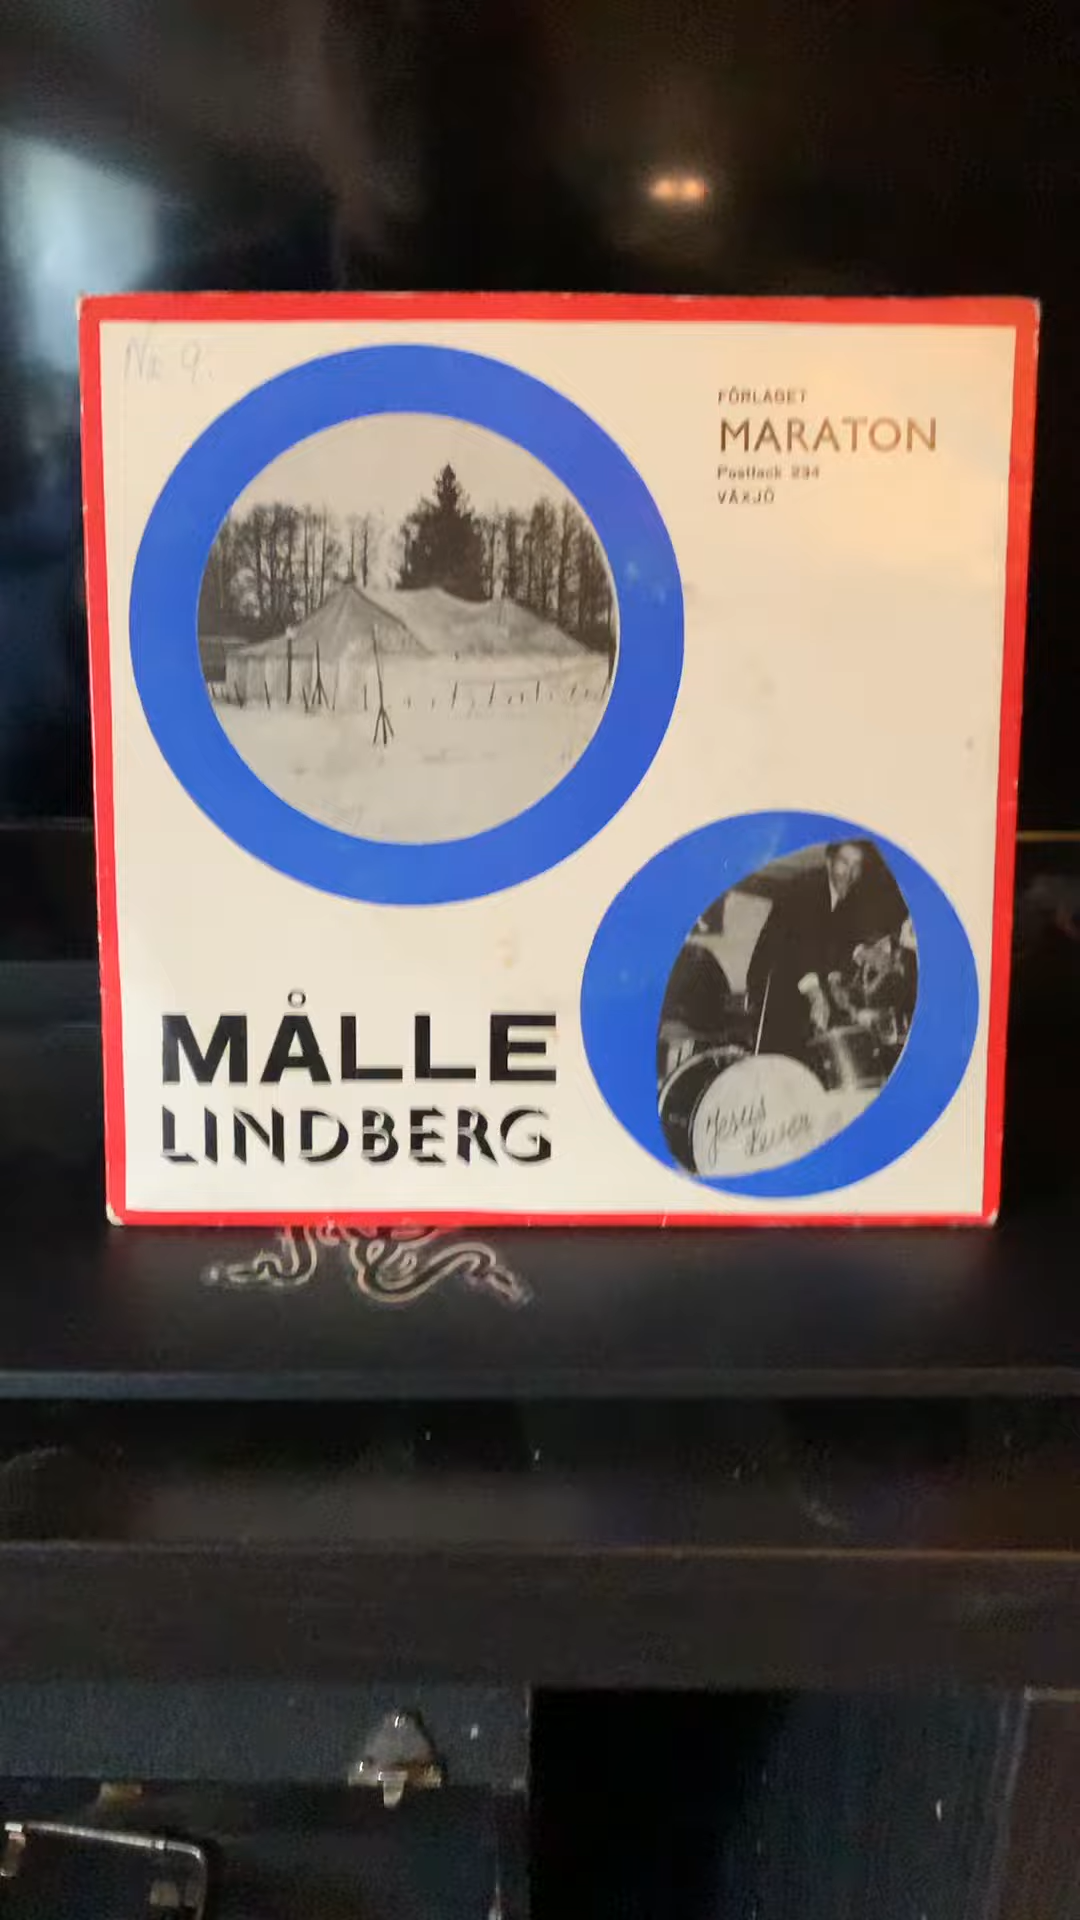 Nr 9.
FÖRLAGET
MARATON
Postfack 234
VÄXJÖ
MÅLLE
LINDBERG
Jesus
lever